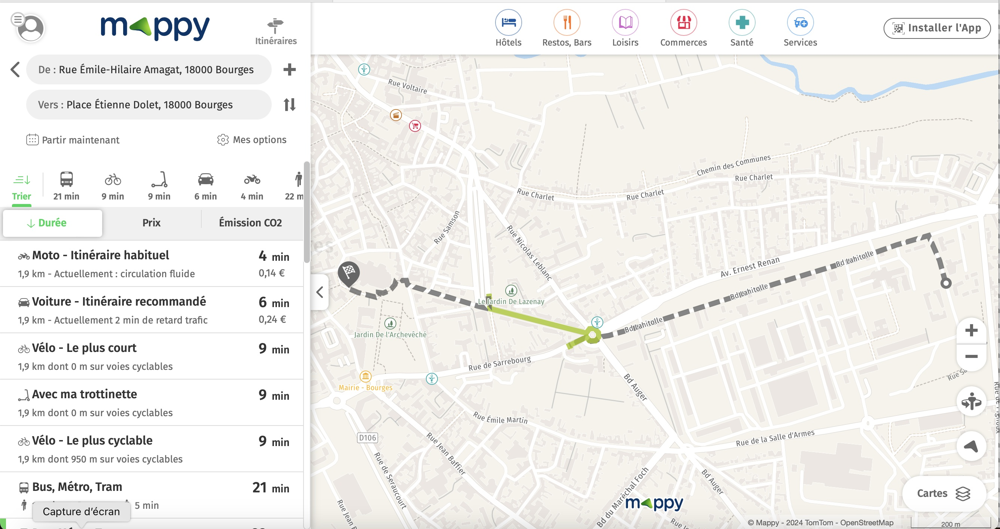 mappy
Itinéraires
De : Rue Émile-Hilaire Amagat, 18000 Bourges
Vers : Place Étienne Dolet, 18000 Bourges
Partir maintenant
Mes options
Trier
21 min
9 min
9 min
6 min
4 min
22 m
Durée
Prix
Émission CO2
Moto - Itinéraire habituel
4 min
1,9 km - Actuellement : circulation fluide
0,14 €
Voiture - Itinéraire recommandé
6 min
1,9 km - Actuellement 2 min de retard trafic
0,24 €
Vélo - Le plus court
9 min
1,9 km dont 0 m sur voies cyclables
Avec ma trottinette
9 min
1,9 km dont 0 m sur voies cyclables
Vélo - Le plus cyclable
9 min
1,9 km dont 950 m sur voies cyclables
Bus, Métro, Tram
21 min
5 min
Capture d'écran
Hôtels
Restos, Bars
Loisirs
Commerces
Santé
Services
Installer l'App
Rue Voltaire
Chemin des Communes
Rue Charlet
Rue Charlet
Rue Charlet
Rue Samson
Rue Nicolas Leblanc
Av. Ernest Renan
Bd Lahitolle
Bd Lahitolle
Bd Lahitolle
Le Jardin De Lazenay
Jardin De l'Archevêché
Rue de Sarrebourg
Mairie - Bourges
Bd Auger
Rue Émile Martin
D106
Rue Jean Baffier
Rue de Seraucourt
Rue de la Salle d'Armes
Bd Auger
Bd du Maréchal Foch
mappy
Cartes
© Mappy - 2024 TomTom - OpenStreetMap
200 m